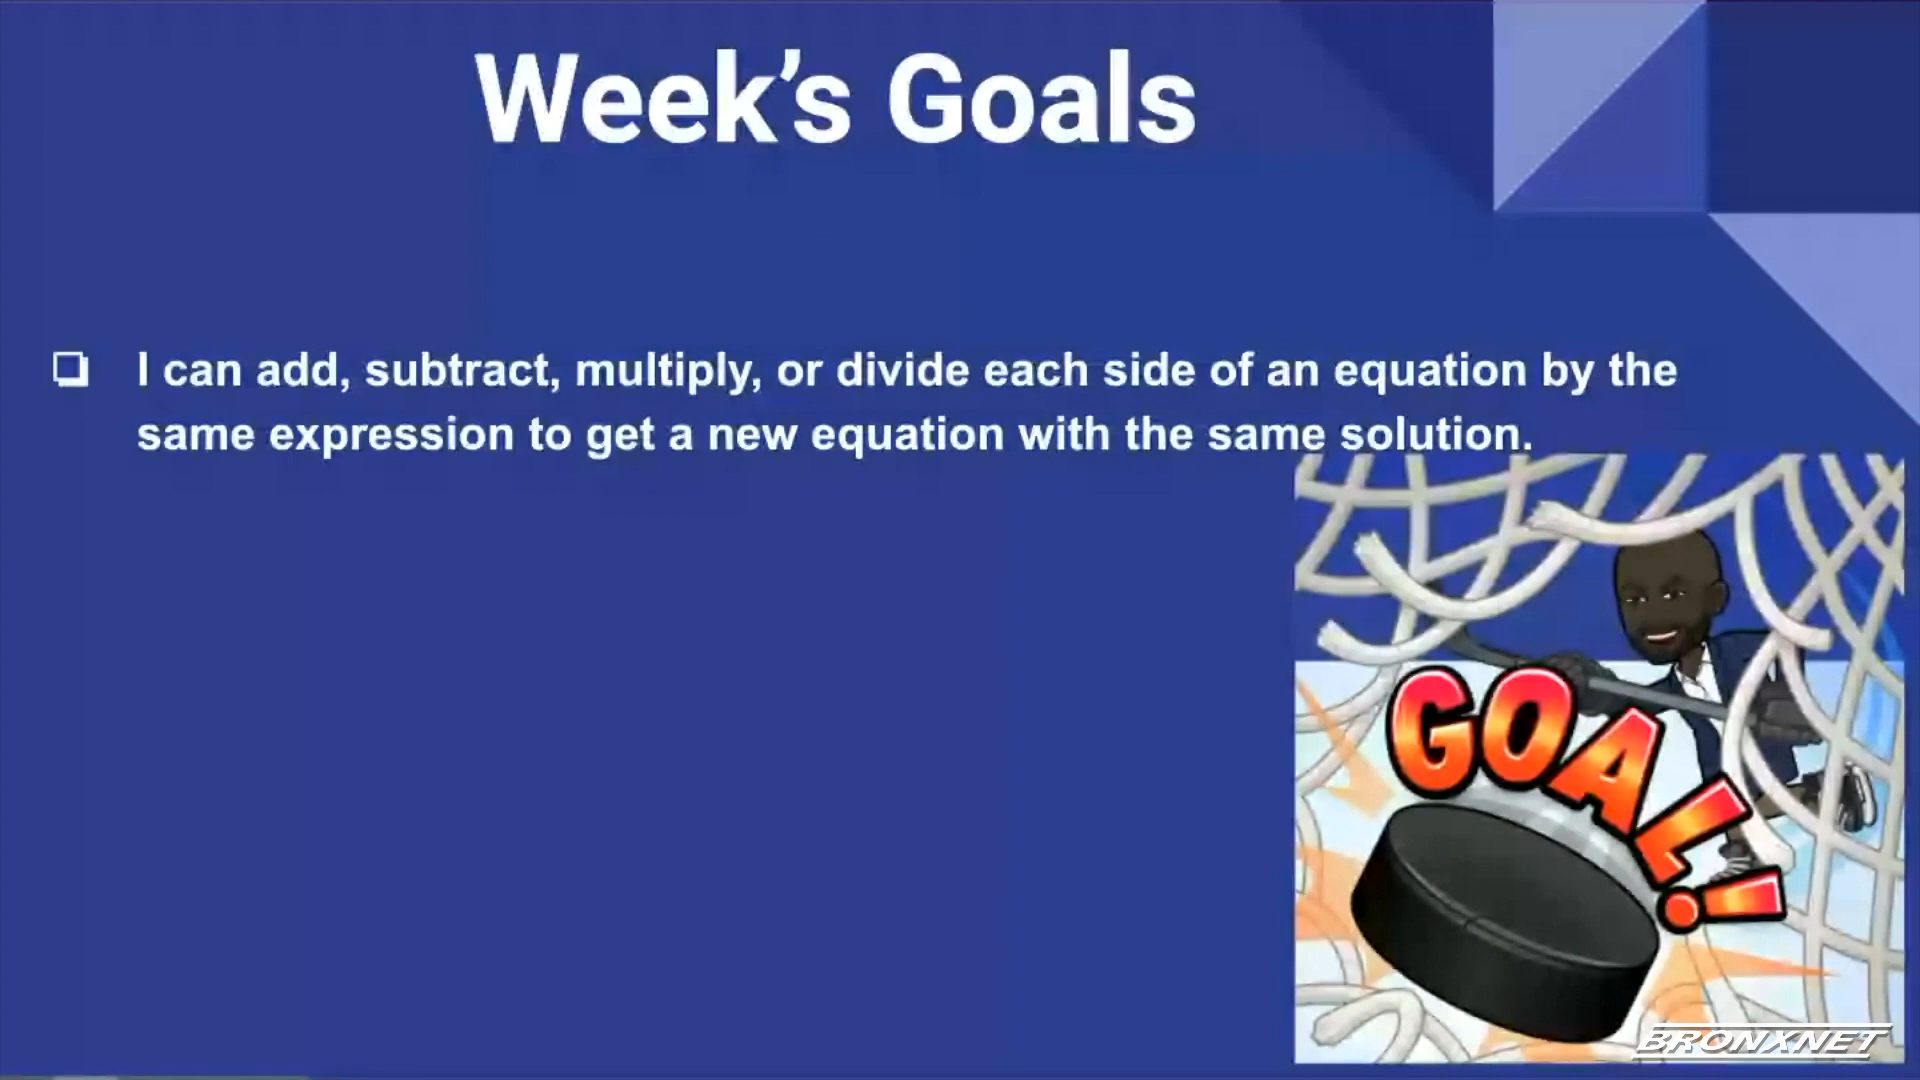 Week’s Goals
I can add, subtract, multiply, or divide each side of an equation by the
same expression to get a new equation with the same solution.
GOAL!
BRONXNET